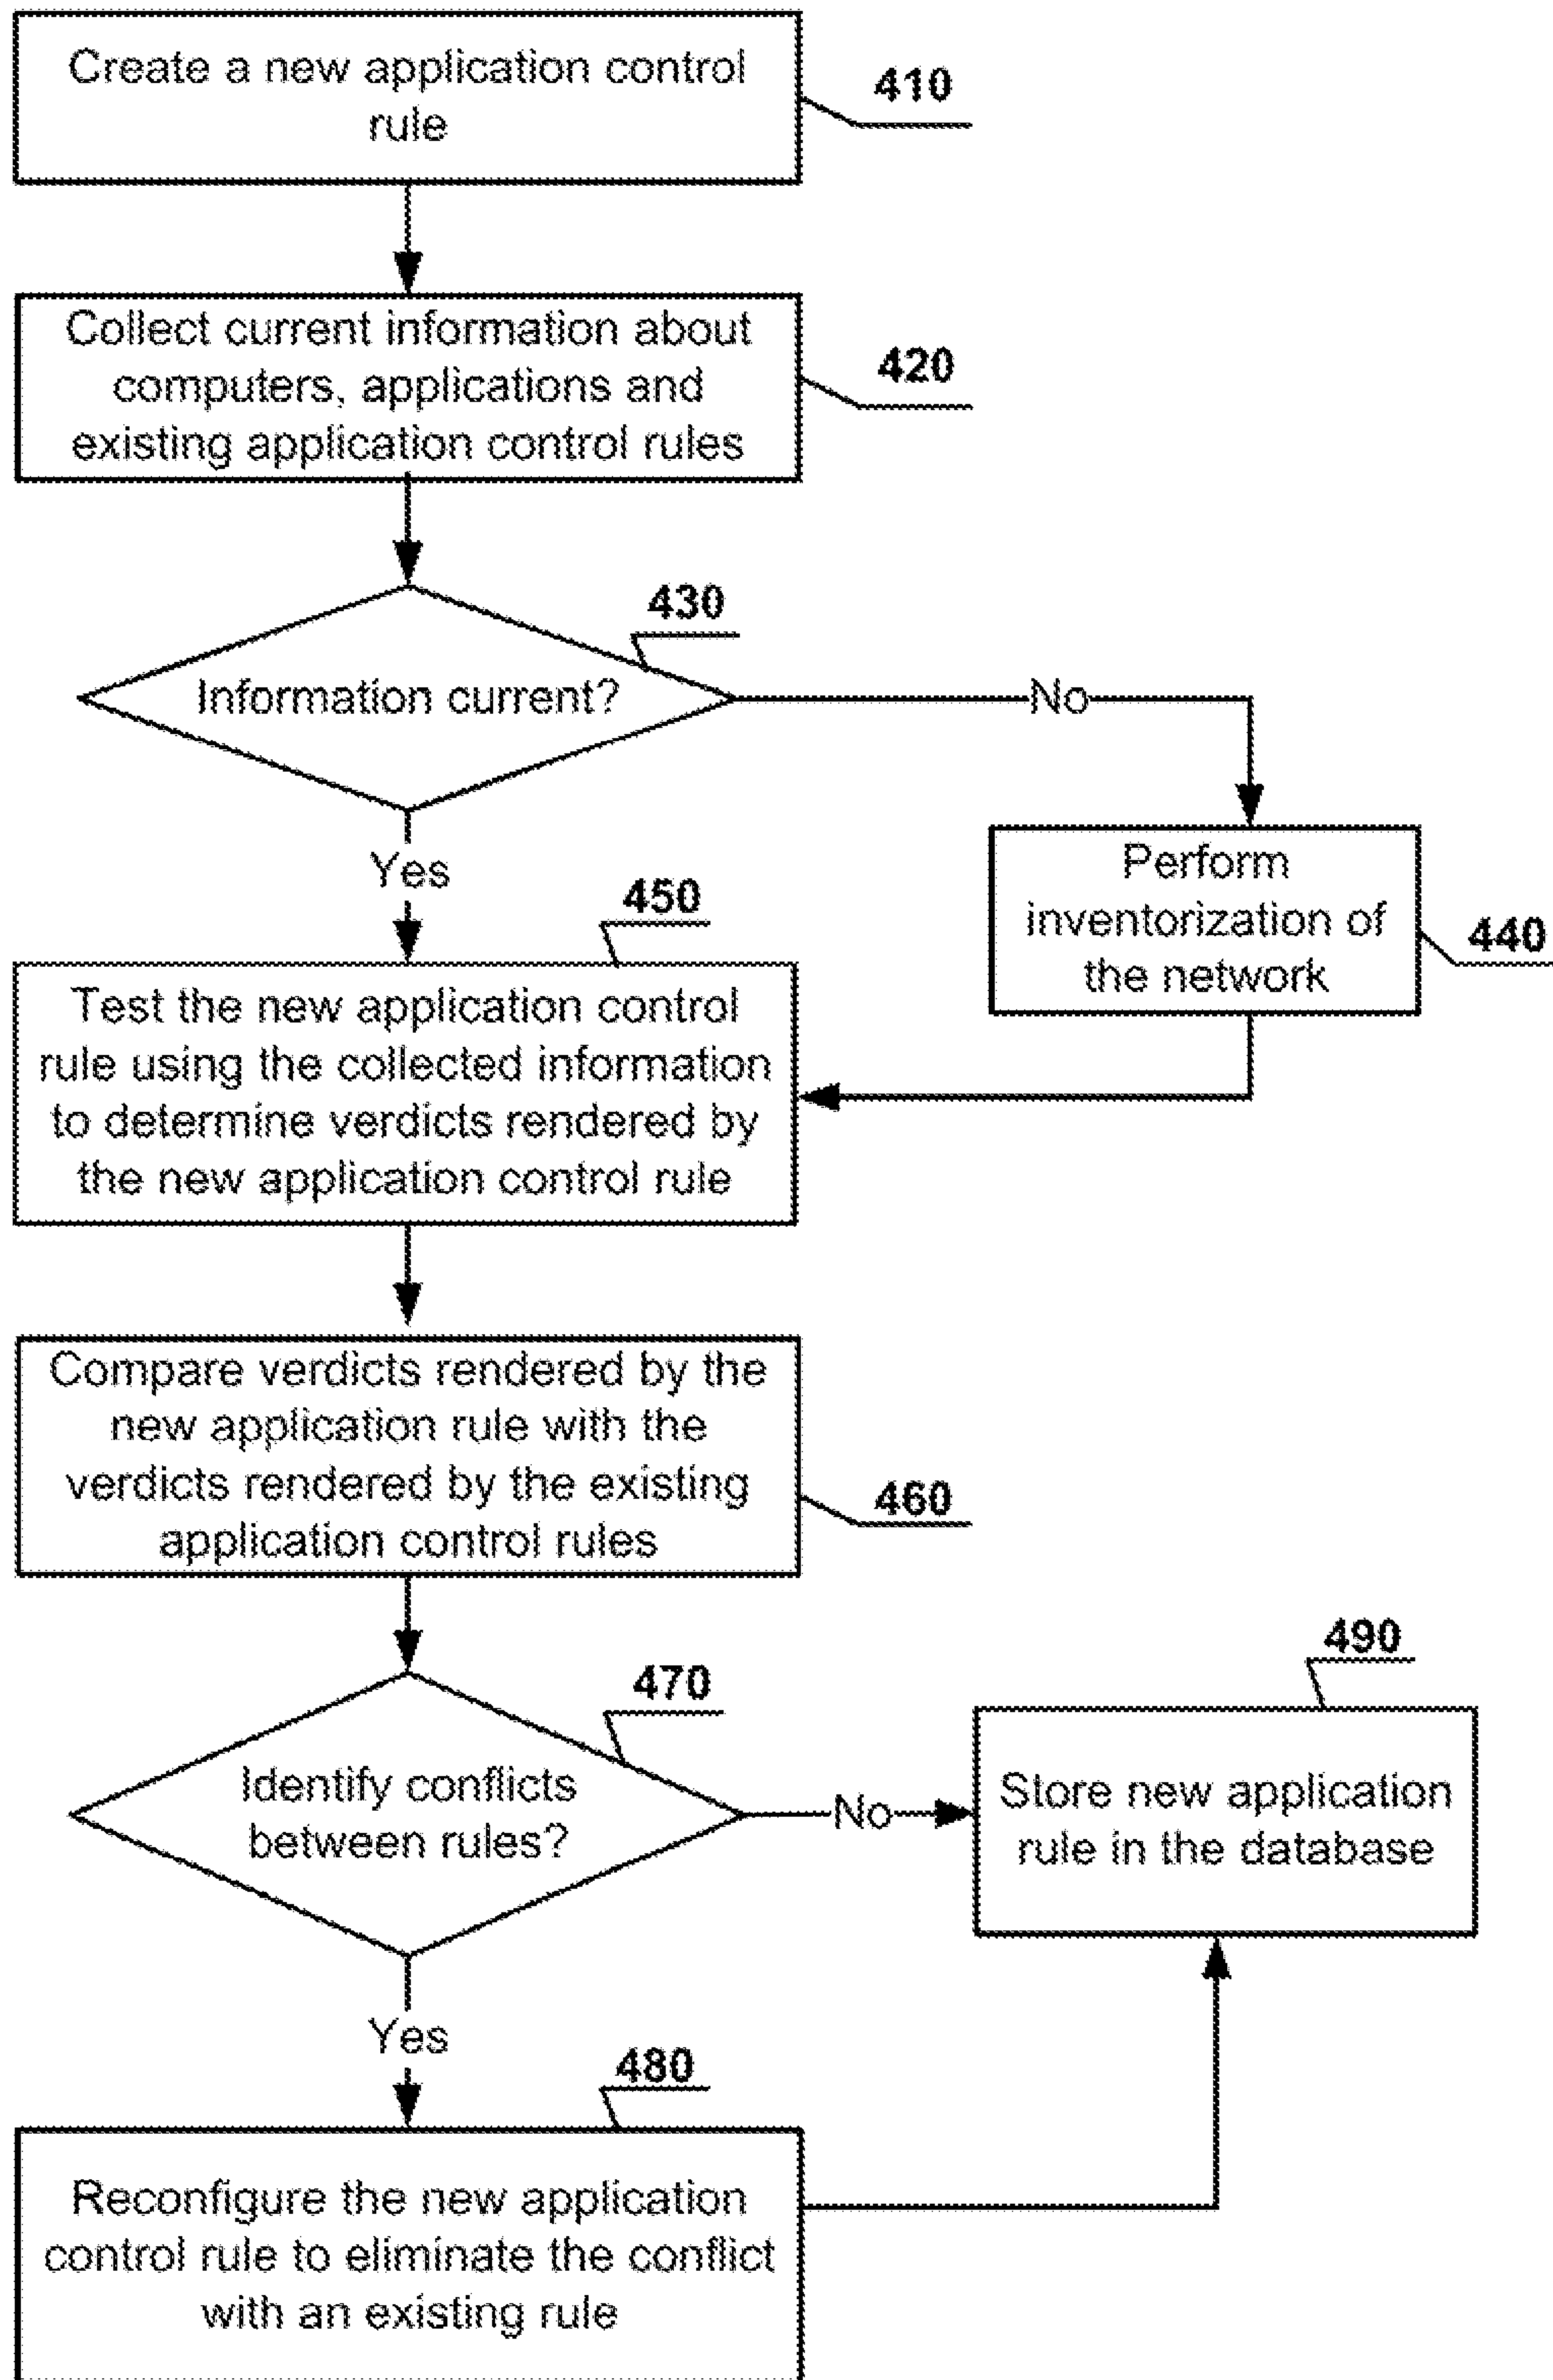 Create a new application control
rule
410
Collect current information about
computers, applications and
existing application control rules
420
430
Information current?
No
Yes
Perform
inventorization of
the network
440
450
Test the new application control
rule using the collected information
to determine verdicts rendered by
the new application control rule
Compare verdicts rendered by the
new application rule with the
verdicts rendered by the existing
application control rules
460
470
Identify conflicts
between rules?
No
490
Store new application
rule in the database
Yes
480
Reconfigure the new application
control rule to eliminate the conflict
with an existing rule